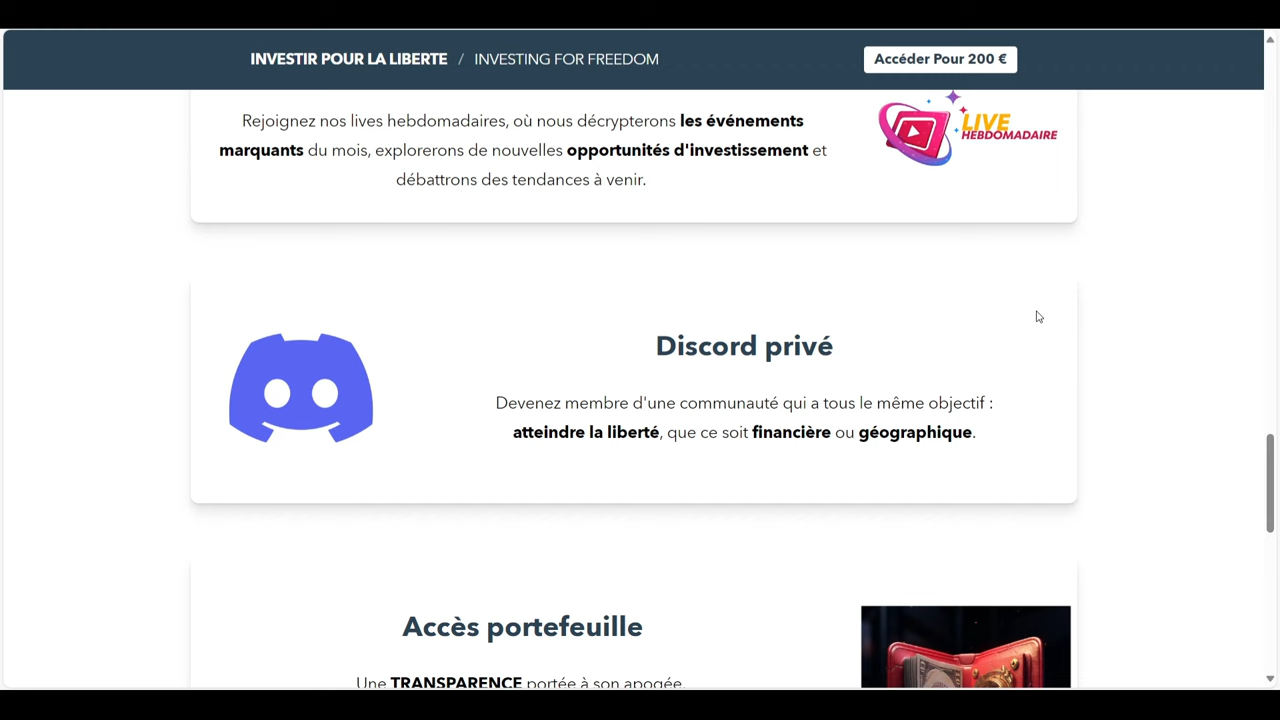 INVESTIR POUR LA LIBERTE / INVESTING FOR FREEDOM
Accéder Pour 200 €
Rejoignez nos lives hebdomadaires, où nous décrypterons les événements
marquants du mois, explorerons de nouvelles opportunités d'investissement et
débattrons des tendances à venir.
LIVE
HEBDOMADAIRE
Discord privé
Devenez membre d'une communauté qui a tous le même objectif :
atteindre la liberté, que ce soit financière ou géographique.
Accès portefeuille
Une TRANSPARENCE portée à son apogée.